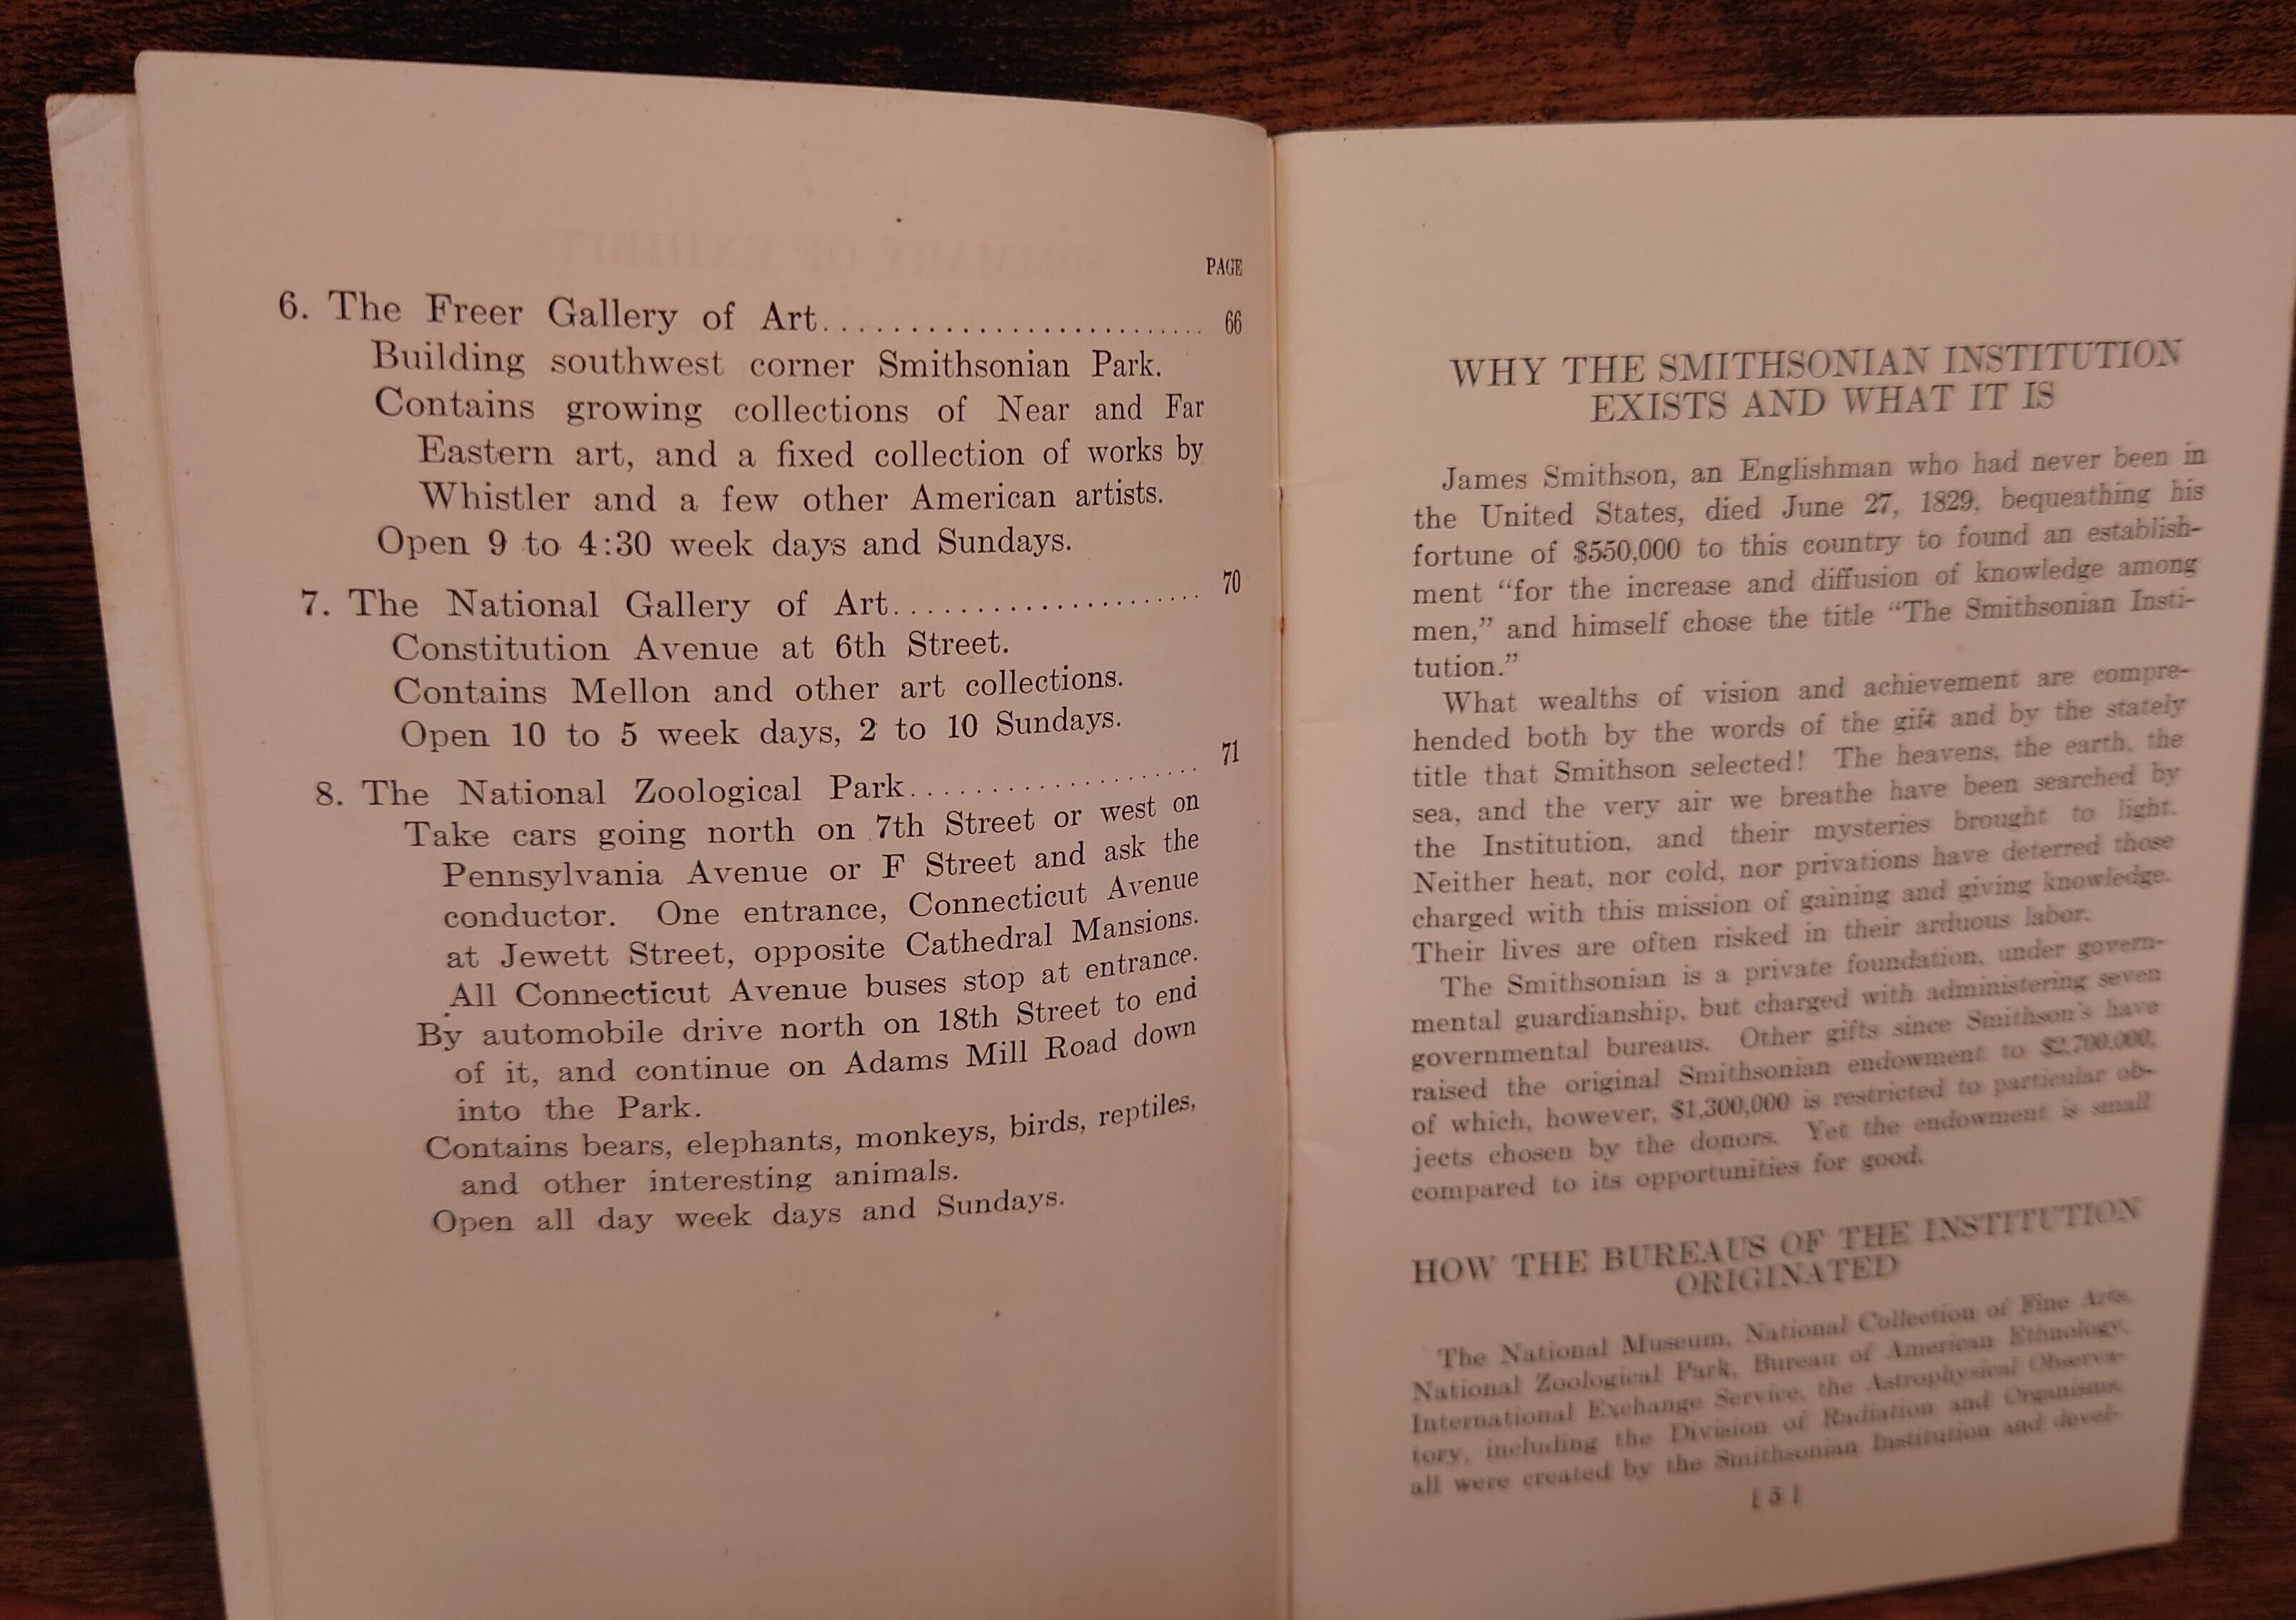 PAGE
6. The Freer Gallery of Art.......................... 66
Building southwest corner Smithsonian Park.
Contains growing collections of Near and Far
Eastern art, and a fixed collection of works by
Whistler and a few other American artists.
Open 9 to 4:30 week days and Sundays.
7. The National Gallery of Art..................... 70
Constitution Avenue at 6th Street.
Contains Mellon and other art collections.
Open 10 to 5 week days, 2 to 10 Sundays.
8. The National Zoological Park.................... 71
Take cars going north on 7th Street or west on
Pennsylvania Avenue or F Street and ask the
conductor. One entrance, Connecticut Avenue
at Jewett Street, opposite Cathedral Mansions.
All Connecticut Avenue buses stop at entrance.
By automobile drive north on 18th Street to end
of it, and continue on Adams Mill Road down
into the Park.
Contains bears, elephants, monkeys, birds, reptiles,
and other interesting animals.
Open all day week days and Sundays.
WHY THE SMITHSONIAN INSTITUTION
EXISTS AND WHAT IT IS
James Smithson, an Englishman who had never been in
the United States, died June 27, 1829, bequeathing his
fortune of $550,000 to this country to found an establish-
ment “for the increase and diffusion of knowledge among
men,” and himself chose the title “The Smithsonian Insti-
tution.”
What wealths of vision and achievement are compre-
hended both by the words of the gift and by the stately
title that Smithson selected! The heavens, the earth, the
sea, and the very air we breathe have been searched by
the Institution, and their mysteries brought to light.
Neither heat, nor cold, nor privations have deterred those
charged with this mission of gaining and giving knowledge.
Their lives are often risked in their arduous labor.
The Smithsonian is a private foundation, under govern-
mental guardianship, but charged with administering seven
governmental bureaus. Other gifts since Smithson's have
raised the original Smithsonian endowment to $2,700,000,
of which, however, $1,300,000 is restricted to particular ob-
jects chosen by the donors. Yet the endowment is small
compared to its opportunities for good.
HOW THE BUREAUS OF THE INSTITUTION
ORIGINATED
The National Museum, National Collection of Fine Arts,
National Zoological Park, Bureau of American Ethnology,
International Exchange Service, the Astrophysical Observa-
tory, including the Division of Radiation and Organisms,
all were created by the Smithsonian Institution and devel-
[ 5 ]